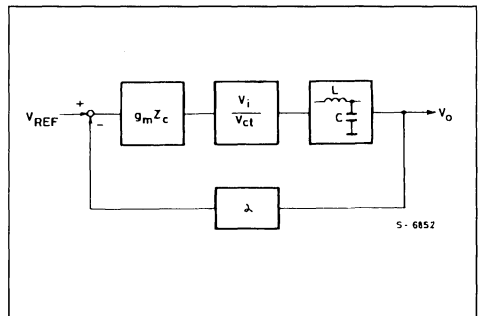 V_REF
+
-
g_m Z_c
V_i
V_ct
L
C
V_o
α
S - 6852